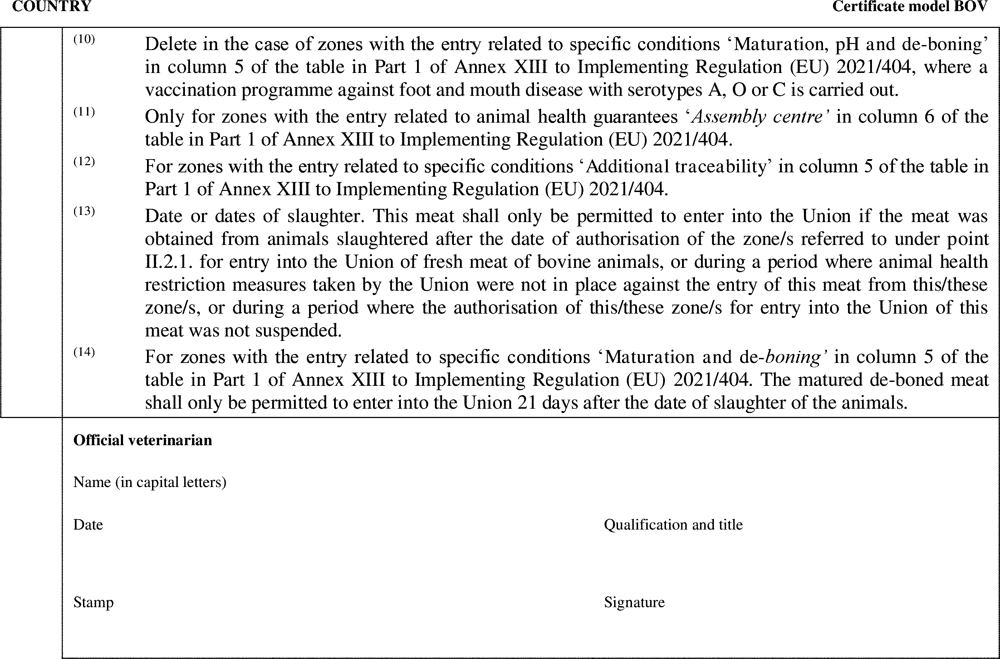 COUNTRY Certificate model BOV
(10) Delete in the case of zones with the entry related to specific conditions ‘Maturation, pH and de-boning’
in column 5 of the table in Part 1 of Annex XIII to Implementing Regulation (EU) 2021/404, where a
vaccination programme against foot and mouth disease with serotypes A, O or C is carried out.
(11) Only for zones with the entry related to animal health guarantees ‘Assembly centre’ in column 6 of the
table in Part 1 of Annex XIII to Implementing Regulation (EU) 2021/404.
(12) For zones with the entry related to specific conditions ‘Additional traceability’ in column 5 of the table in
Part 1 of Annex XIII to Implementing Regulation (EU) 2021/404.
(13) Date or dates of slaughter. This meat shall only be permitted to enter into the Union if the meat was
obtained from animals slaughtered after the date of authorisation of the zone/s referred to under point
II.2.1. for entry into the Union of fresh meat of bovine animals, or during a period where animal health
restriction measures taken by the Union were not in place against the entry of this meat from this/these
zone/s, or during a period where the authorisation of this/these zone/s for entry into the Union of this
meat was not suspended.
(14) For zones with the entry related to specific conditions ‘Maturation and de-boning’ in column 5 of the
table in Part 1 of Annex XIII to Implementing Regulation (EU) 2021/404. The matured de-boned meat
shall only be permitted to enter into the Union 21 days after the date of slaughter of the animals.
Official veterinarian
Name (in capital letters)
Date Qualification and title
Stamp Signature